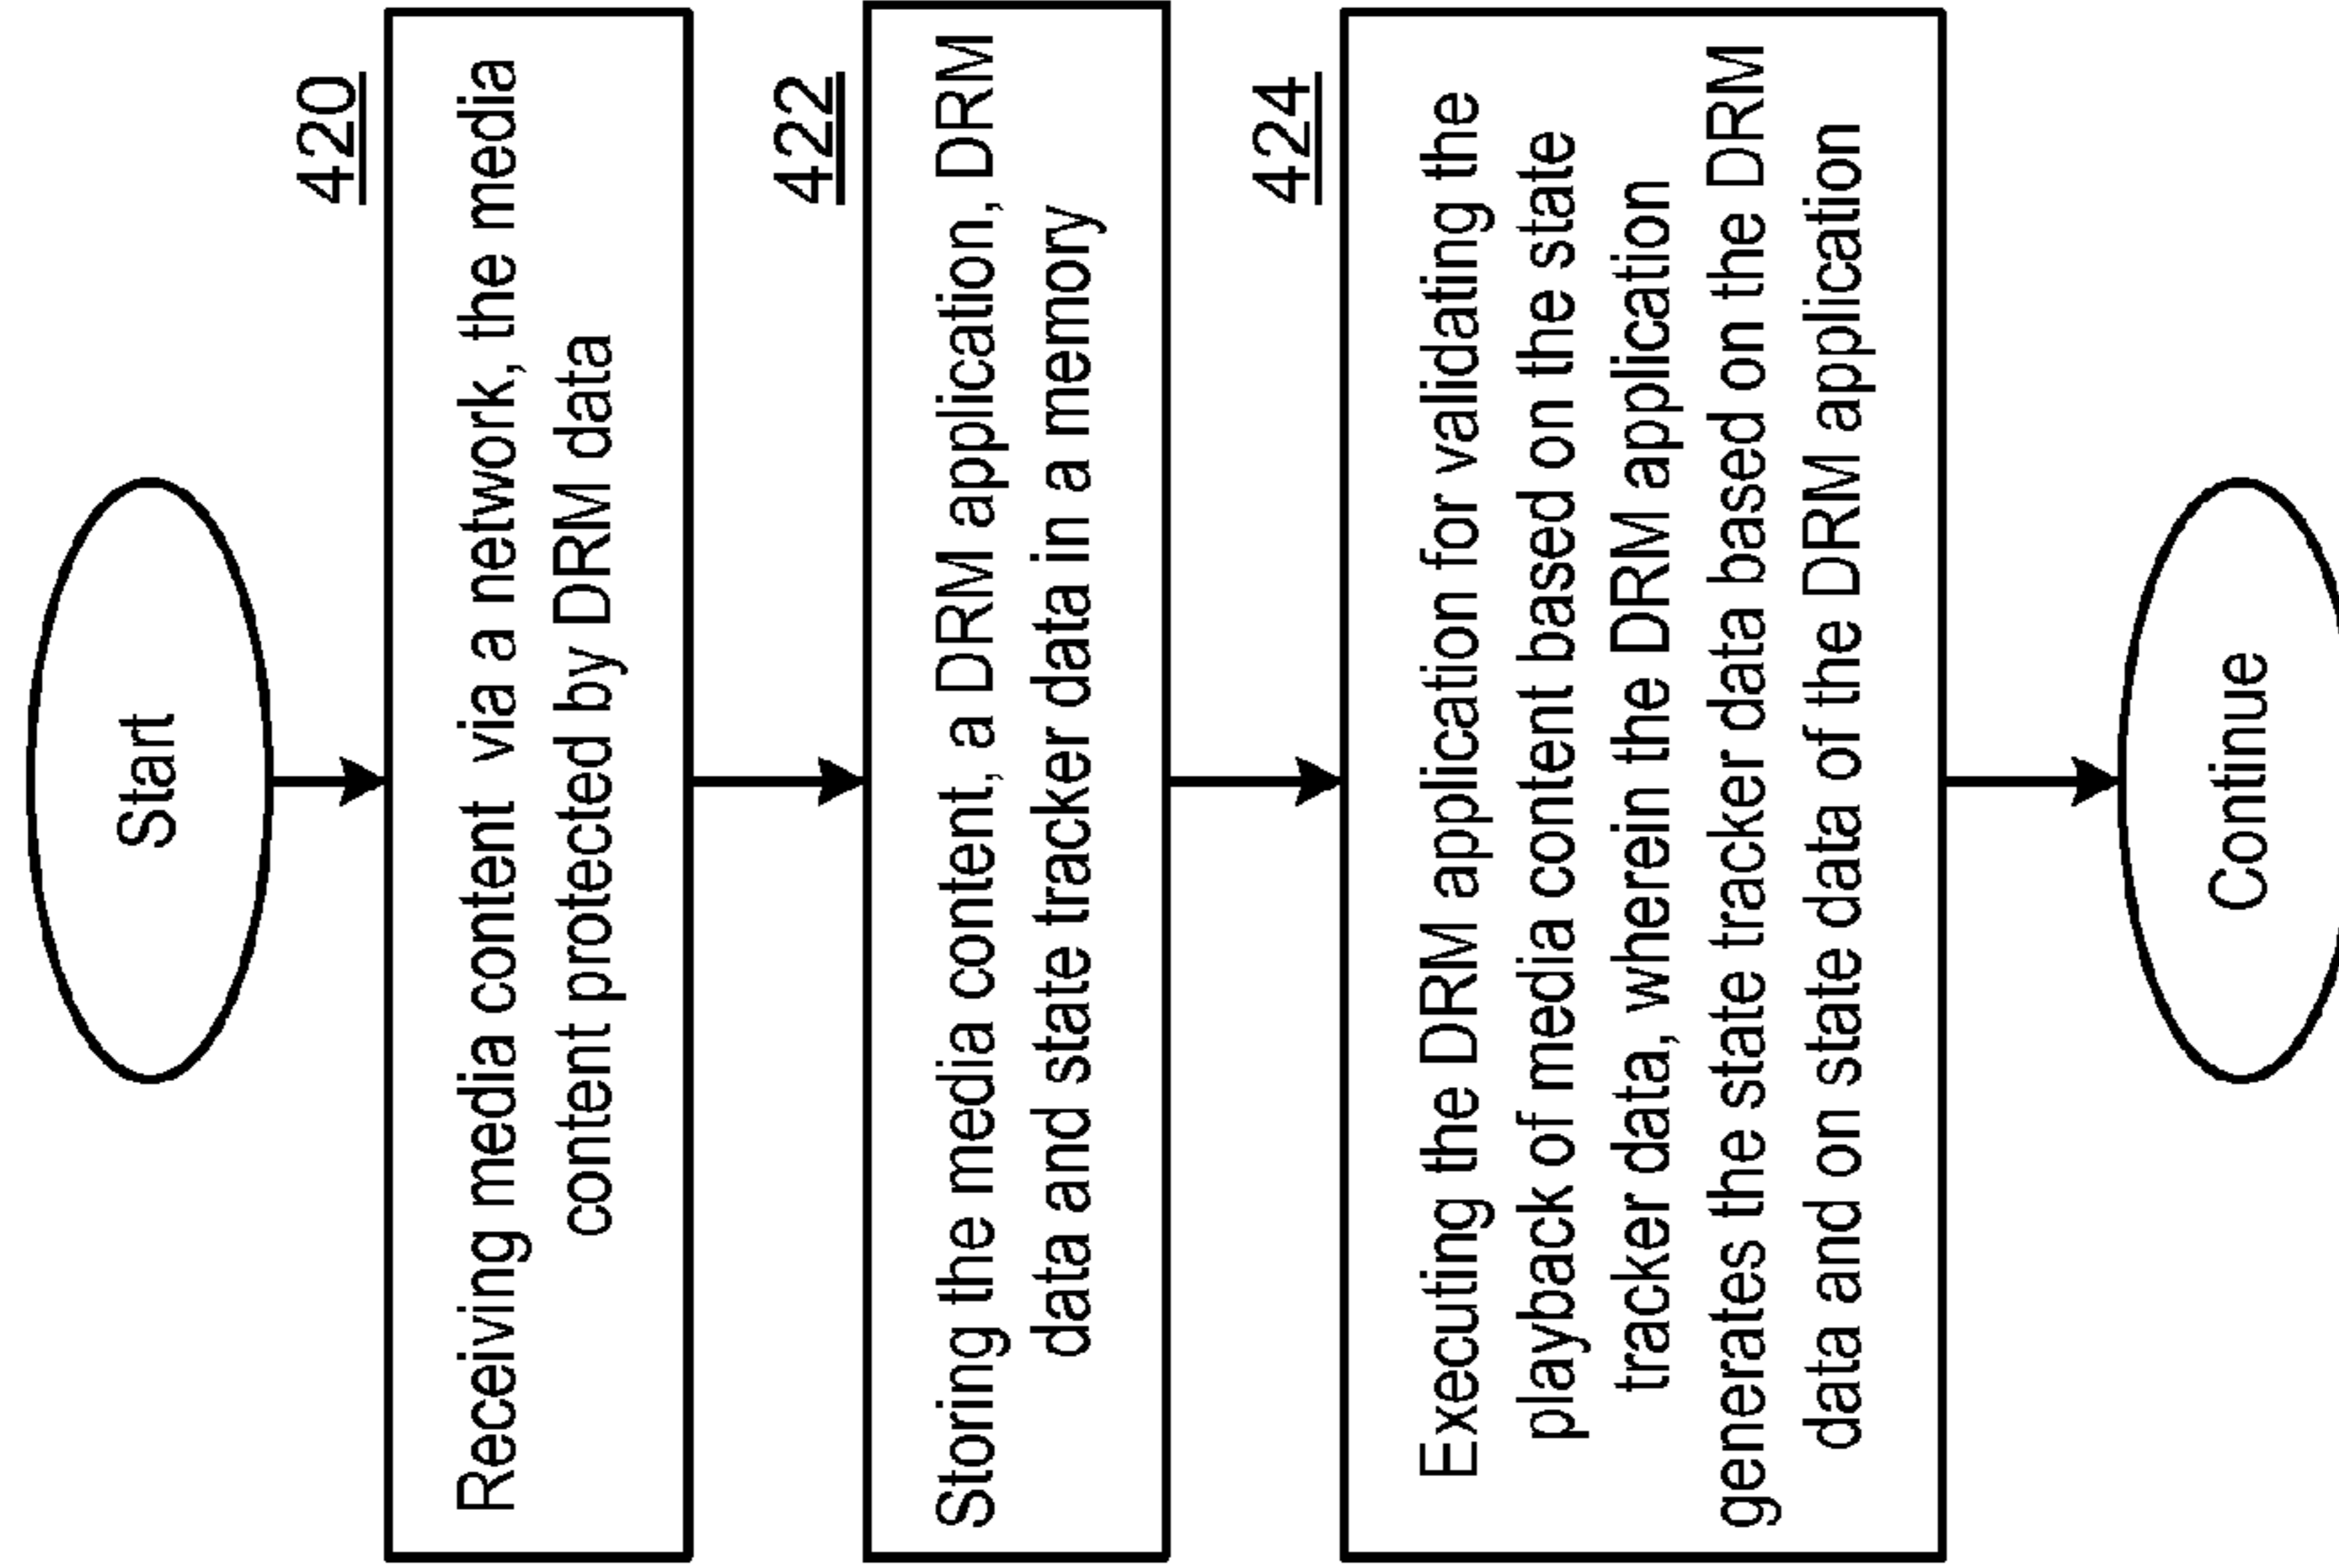 Start
420
Receiving media content via a network, the media
content protected by DRM data
422
Storing the media content, a DRM application, DRM
data and state tracker data in a memory
424
Executing the DRM application for validating the
playback of media content based on the state
tracker data, wherein the DRM application
generates the state tracker data based on the DRM
data and on state data of the DRM application
Continue